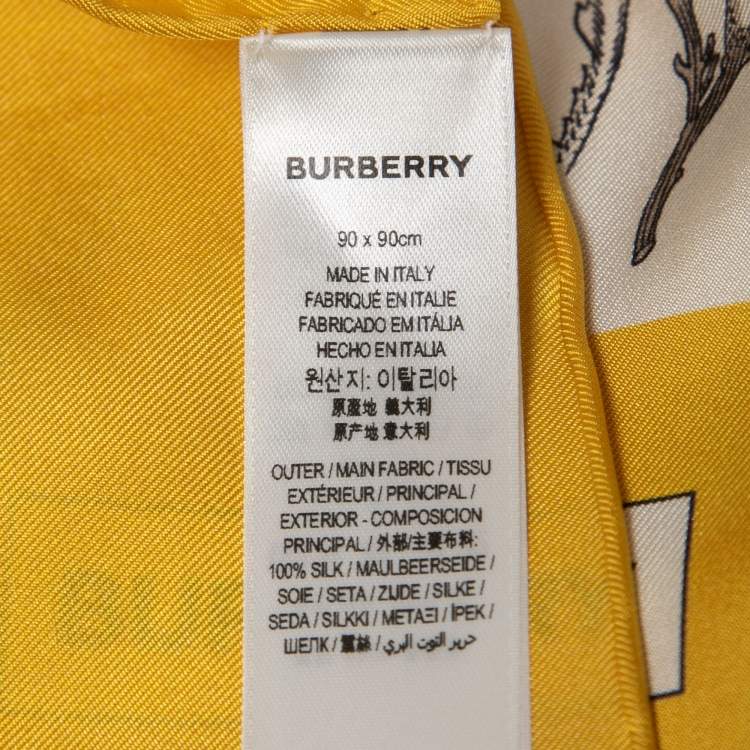 BURBERRY
90 x 90cm
MADE IN ITALY
FABRIQUÉ EN ITALIE
FABRICADO EM ITÁLIA
HECHO EN ITALIA
원산지: 이탈리아
原產地 義大利
原产地 意大利
OUTER / MAIN FABRIC / TISSU
EXTÉRIEUR / PRINCIPAL /
EXTERIOR - COMPOSICION
PRINCIPAL / 外部/主要布料:
100% SILK / MAULBEERSEIDE /
SOIE / SETA / ZIJDE / SILKE /
SEDA / SILKKI / ΜΕΤΑΞΙ / İPEK /
ШЕЛК / 蠶絲 / حرير التوت البري /